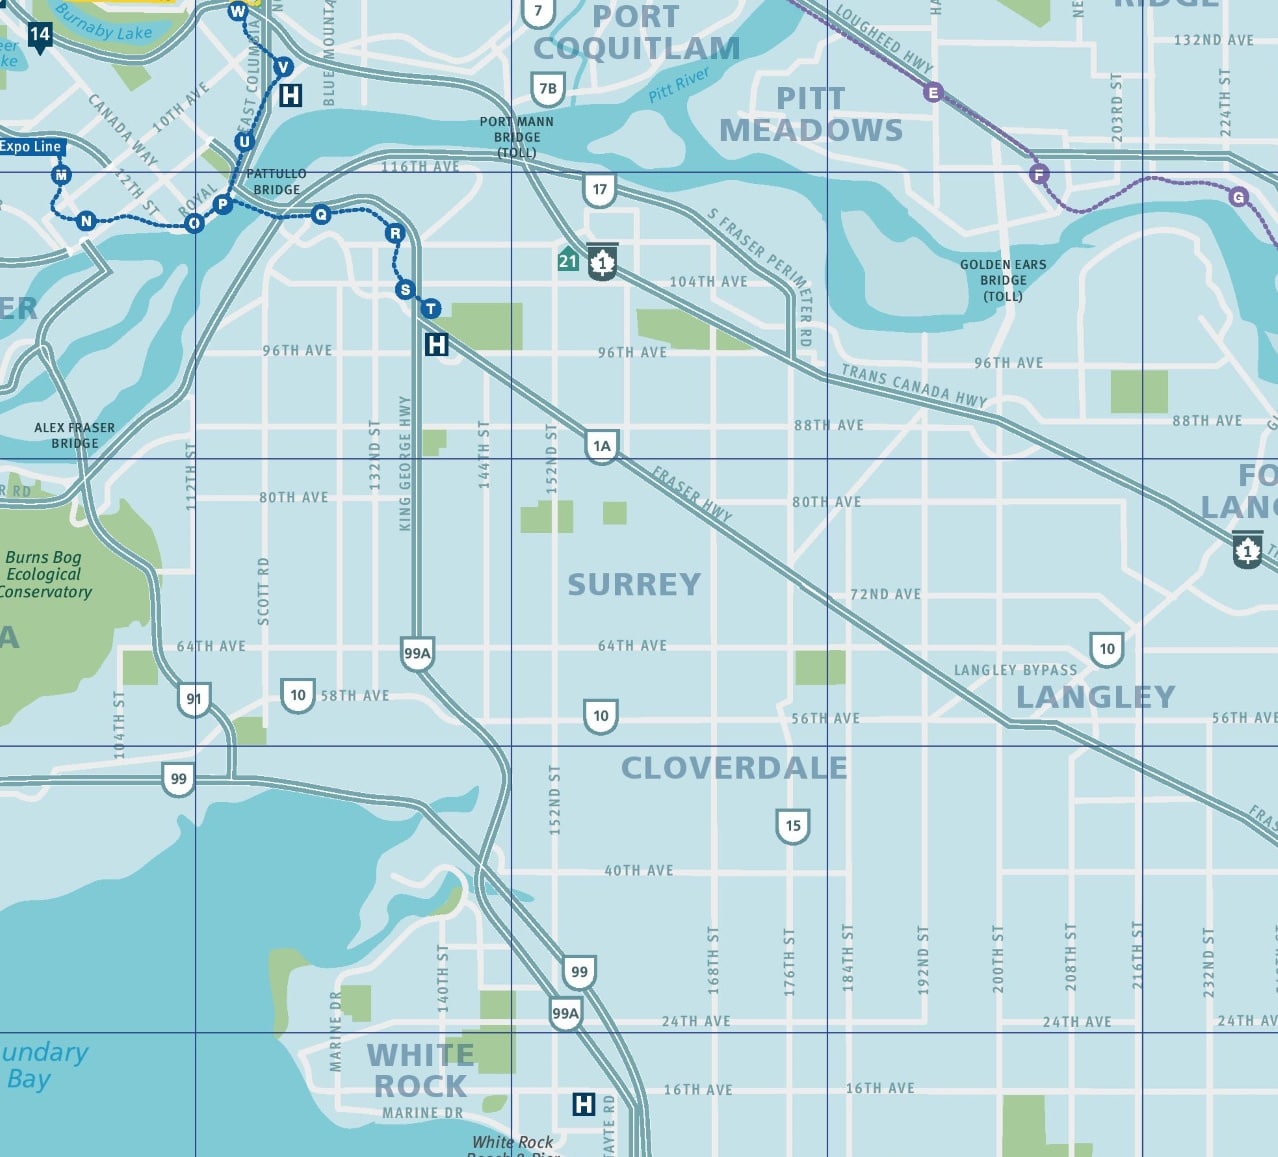 W
14
Burnaby Lake
7
PORT
COQUITLAM
LOUGHEED HWY
132ND AVE
V
H
EAST COLUMBIA
10TH AVE
CANADA WAY
7B
Pitt River
PITT
MEADOWS
E
203RD ST
224TH ST
PORT MANN
BRIDGE
(TOLL)
U
Expo Line
M
12TH ST
ROYAL
PATTULLO
BRIDGE
116TH AVE
17
F
G
N
O
P
Q
R
S FRASER PERIMETER RD
21
1
104TH AVE
GOLDEN EARS
BRIDGE
(TOLL)
S
T
H
96TH AVE
96TH AVE
96TH AVE
TRANS CANADA HWY
ALEX FRASER
BRIDGE
112TH ST
132ND ST
KING GEORGE HWY
144TH ST
152ND ST
1A
88TH AVE
88TH AVE
FRASER HWY
80TH AVE
80TH AVE
1
Burns Bog
Ecological
Conservatory
SCOTT RD
SURREY
72ND AVE
64TH AVE
99A
64TH AVE
10
LANGLEY BYPASS
LANGLEY
104TH ST
91
10
58TH AVE
10
56TH AVE
56TH AVE
99
CLOVERDALE
152ND ST
15
40TH AVE
140TH ST
168TH ST
176TH ST
184TH ST
192ND ST
200TH ST
208TH ST
216TH ST
232ND ST
99
99A
MARINE DR
24TH AVE
24TH AVE
24TH AV
WHITE
ROCK
16TH AVE
16TH AVE
H
MARINE DR
White Rock
Bay